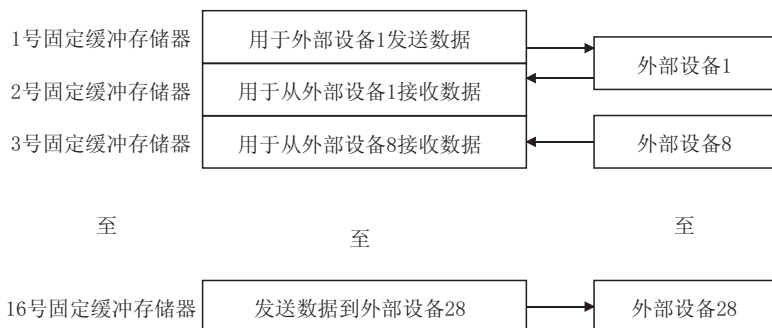 1号固定缓冲存储器
用于外部设备1发送数据
外部设备1
2号固定缓冲存储器
用于从外部设备1接收数据
3号固定缓冲存储器
用于从外部设备8接收数据
外部设备8
至
至
至
16号固定缓冲存储器
发送数据到外部设备28
外部设备28